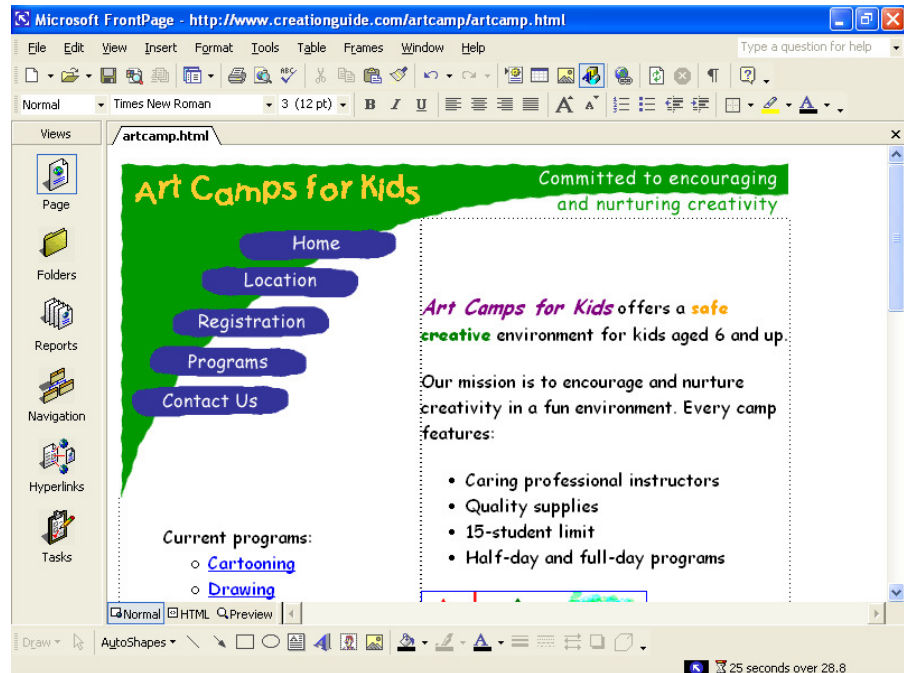 Microsoft FrontPage - http://www.creationguide.com/artcamp/artcamp.html
File Edit View Insert Format Tools Table Frames Window Help Type a question for help
Normal Times New Roman 3 (12 pt) B I U A A A
Views artcamp.html
Page
Folders
Reports
Navigation
Hyperlinks
Tasks
Art Camps for Kids
Committed to encouraging
and nurturing creativity
Home
Location
Registration
Programs
Contact Us
Current programs:
Cartooning
Drawing
Art Camps for Kids offers a safe
creative environment for kids aged 6 and up.
Our mission is to encourage and nurture
creativity in a fun environment. Every camp
features:
• Caring professional instructors
• Quality supplies
• 15-student limit
• Half-day and full-day programs
Normal HTML Preview
Draw AutoShapes A
25 seconds over 28.8